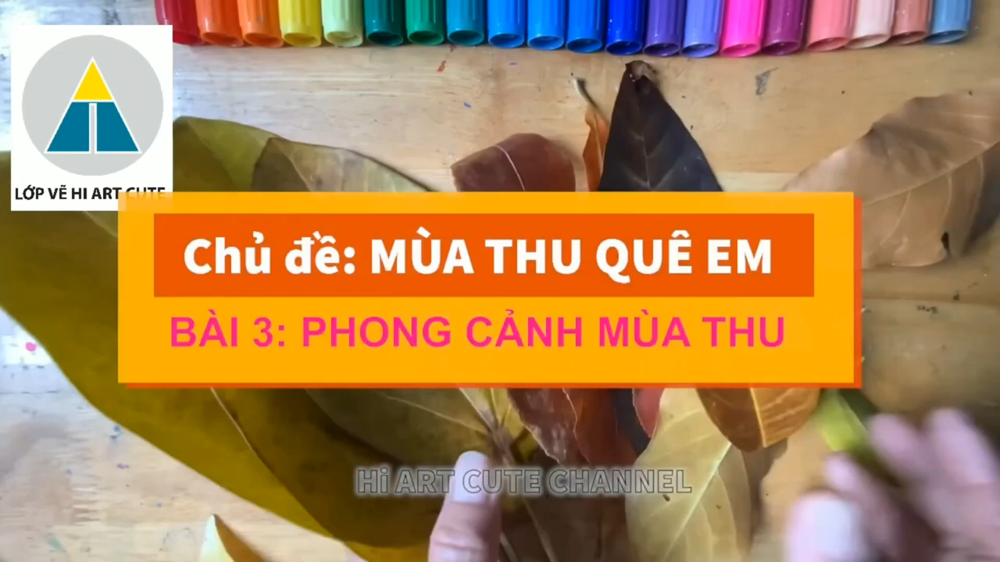 LỚP VẼ HI ART CUTE
Chủ đề: MÙA THU QUÊ EM
BÀI 3: PHONG CẢNH MÙA THU
Hi ART CUTE CHANNEL